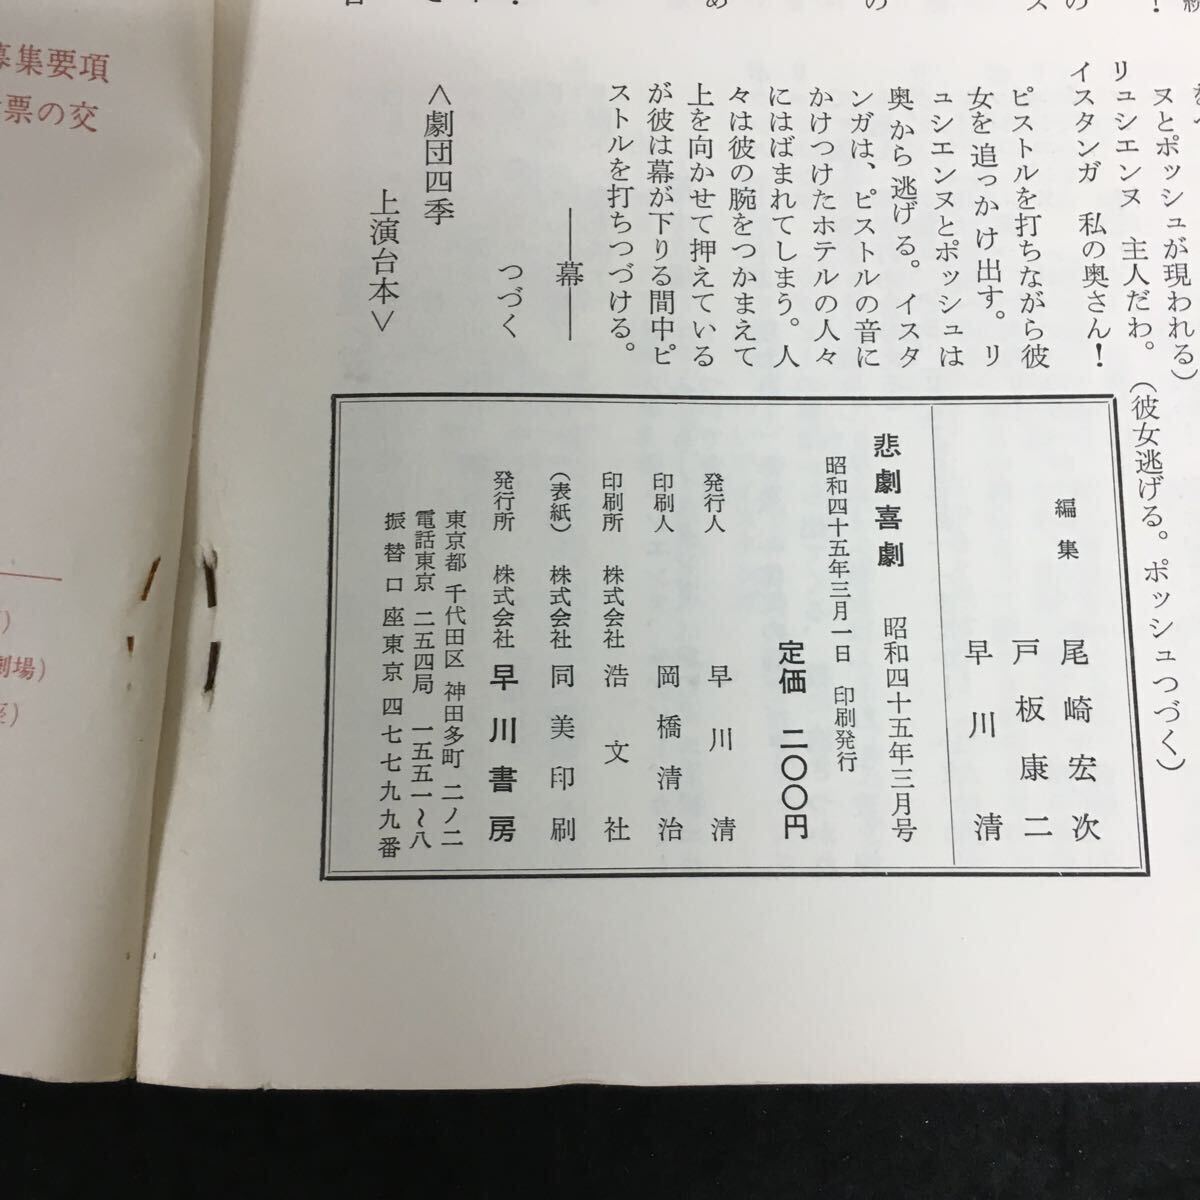 ヌとポッシュが現われる)
リュシエンヌ 主人だわ。(彼女逃げる。ポッシュつづく)
イスタンガ 私の奥さん!
ピストルを打ちながら彼
女を追っかけ出す。リ
ュシエンヌとポッシュは
奥から逃げる。イスタ
ンガは、ピストルの音に
かけつけたホテルの人々
にはばまれてしまう。人
々は彼の腕をつかまえて
上を向かせて押えている
が彼は幕が下りる間中ピ
ストルを打ちつづける。
――幕――
つづく
〈劇団四季
上演台本〉
編集 尾崎宏次
戸板康二
早川清
悲劇喜劇 昭和四十五年三月号
昭和四十五年三月一日 印刷発行
定価 二〇〇円
発行人 早川清
印刷人 岡橋清治
印刷所 株式会社 浩文社
(表紙) 株式会社 同美印刷
発行所 株式会社 早川書房
東京都 千代田区 神田多町 二ノ二
電話東京 二五四局 一五五一〜八
振替口座東京 四七七九九番
募集要項
票の交
劇場)